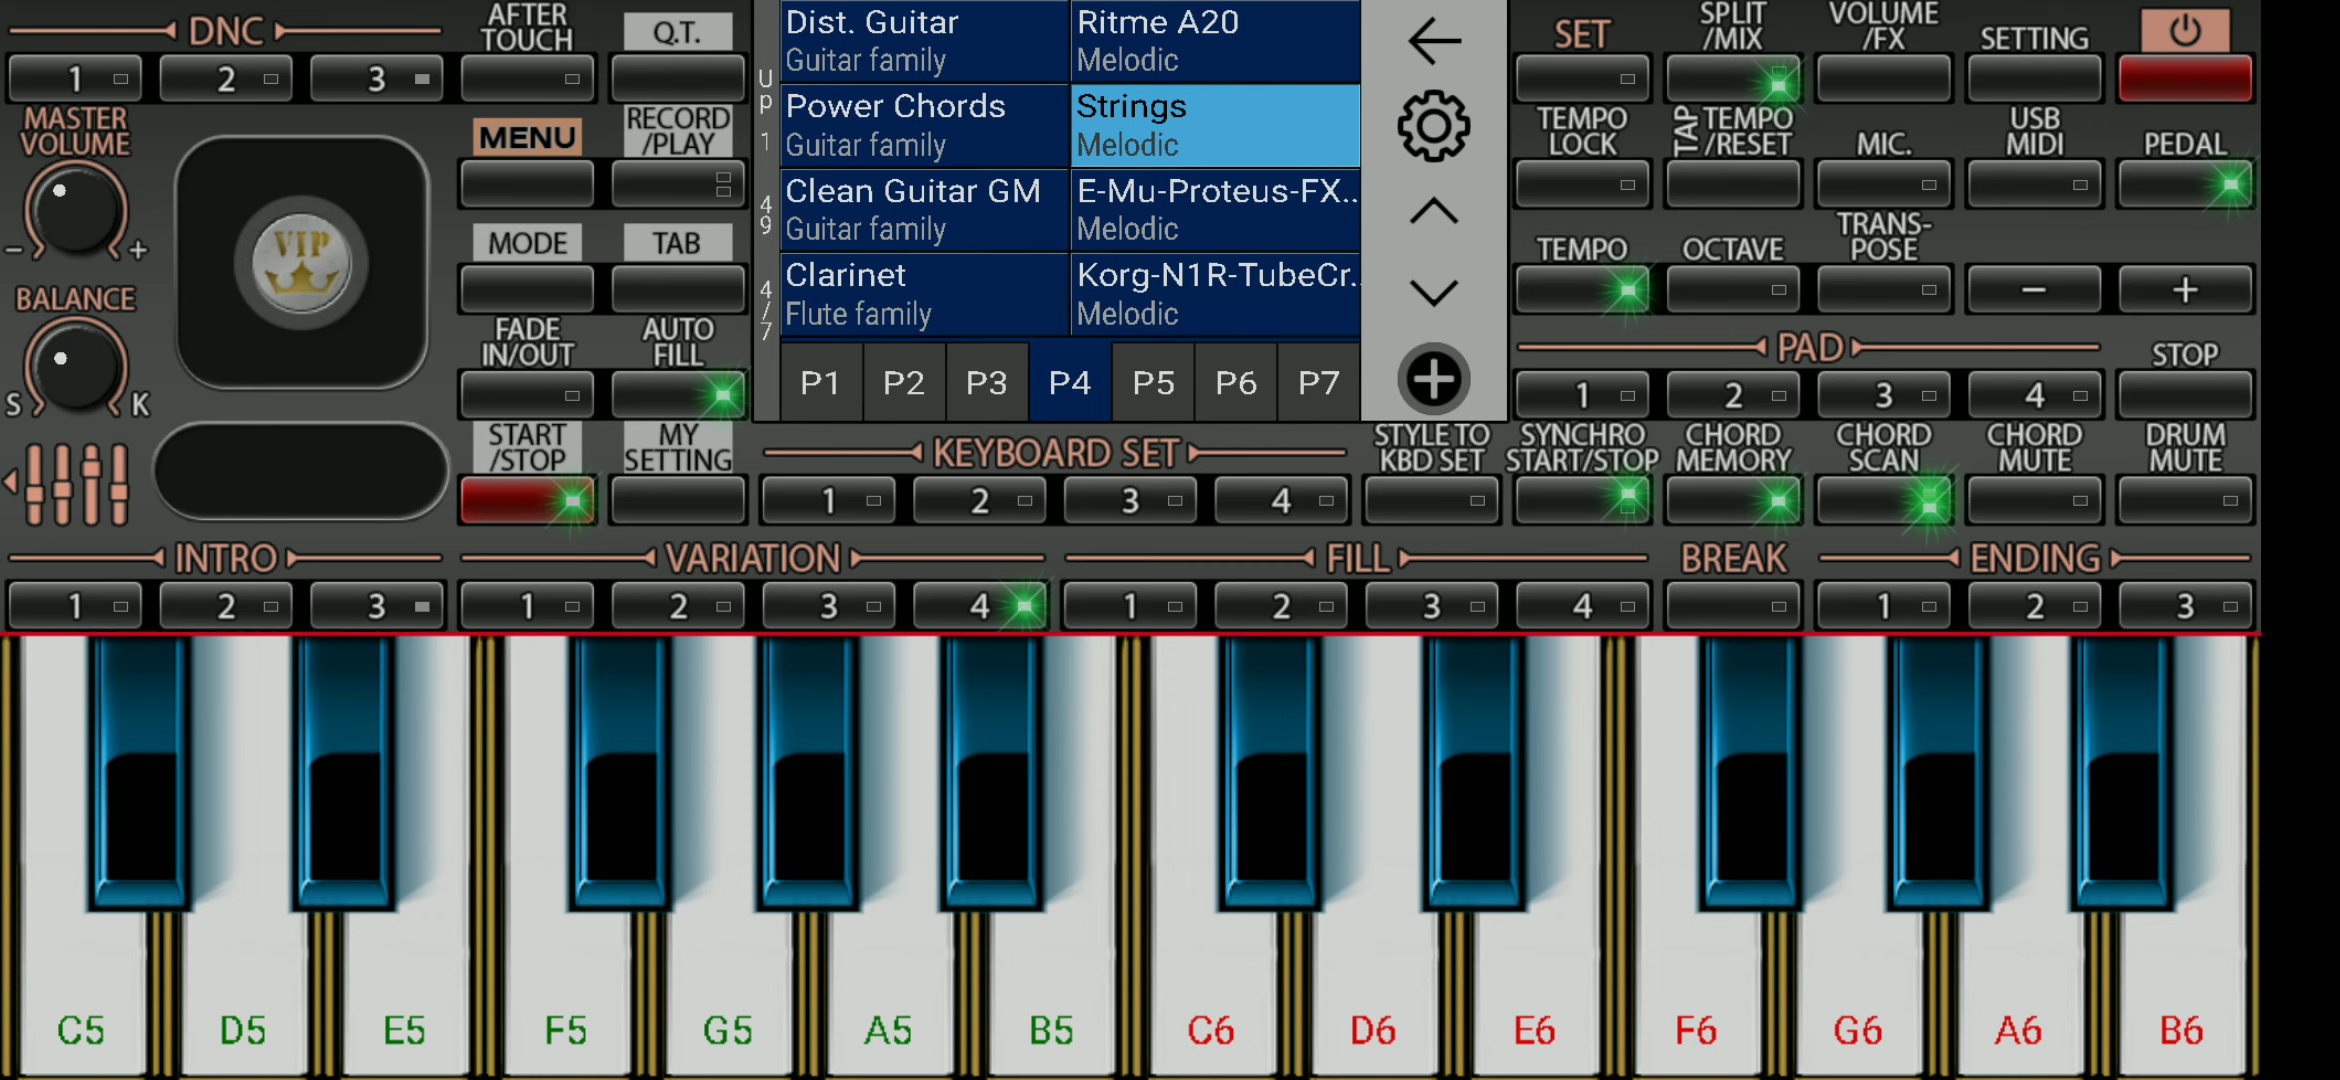 DNC
AFTER
TOUCH
Q.T.
1
2
3
MASTER
VOLUME
- +
MENU
RECORD
/PLAY
VIP
BALANCE
S K
MODE
TAB
FADE
IN/OUT
AUTO
FILL
START
/STOP
MY
SETTING
Up 1
49
4/7
Dist. Guitar
Guitar family
Ritme A20
Melodic
Power Chords
Guitar family
Strings
Melodic
Clean Guitar GM
Guitar family
E-Mu-Proteus-FX..
Melodic
Clarinet
Flute family
Korg-N1R-TubeCr.
Melodic
P1 P2 P3 P4 P5 P6 P7
SET
SPLIT
/MIX
VOLUME
/FX
SETTING
TEMPO
LOCK
TAP TEMPO
/RESET
MIC.
USB
MIDI
PEDAL
TEMPO
OCTAVE
TRANS-
POSE
- +
PAD
STOP
1 2 3 4
KEYBOARD SET
1 2 3 4
STYLE TO
KBD SET
SYNCHRO
START/STOP
CHORD
MEMORY
CHORD
SCAN
CHORD
MUTE
DRUM
MUTE
INTRO
1 2 3
VARIATION
1 2 3 4
FILL
1 2 3 4
BREAK
ENDING
1 2 3
C5 D5 E5 F5 G5 A5 B5 C6 D6 E6 F6 G6 A6 B6